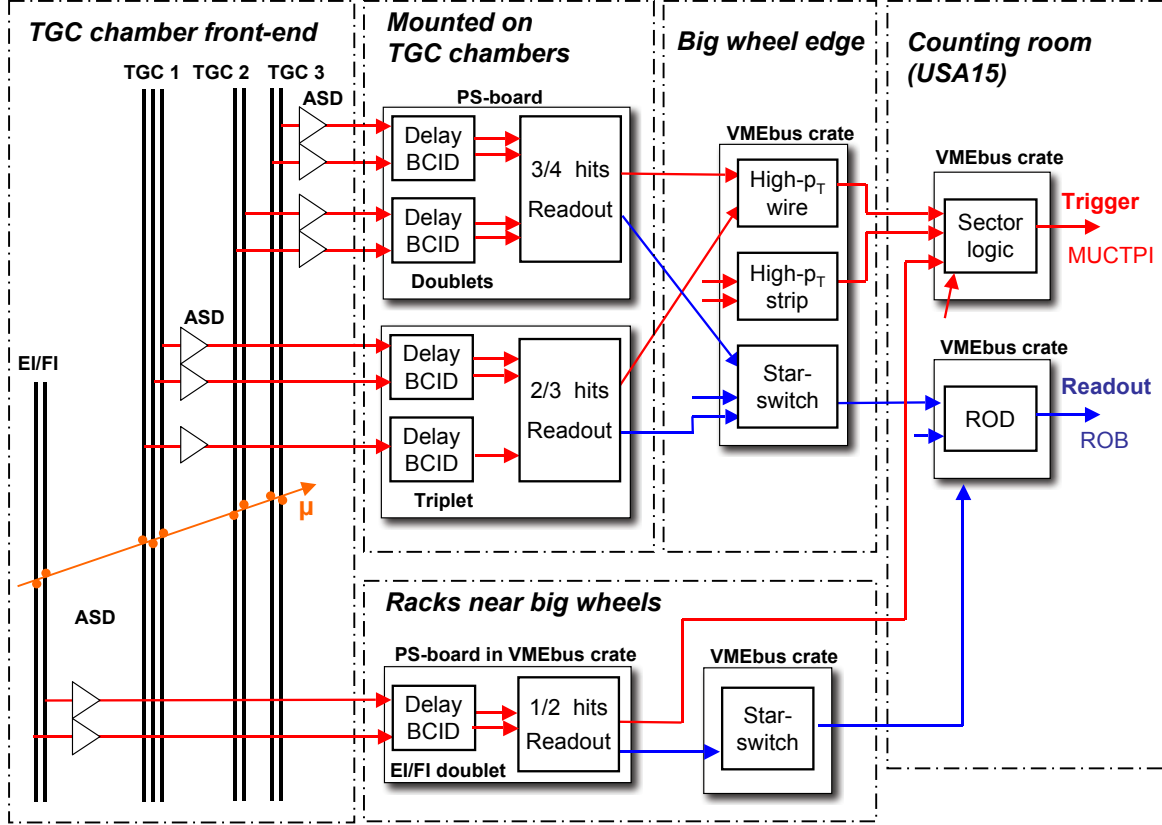 TGC chamber front-end
TGC 1
TGC 2
TGC 3
ASD
ASD
EI/FI
μ
ASD
Mounted on
TGC chambers
PS-board
Delay
BCID
Delay
BCID
3/4 hits
Readout
Doublets
Delay
BCID
Delay
BCID
2/3 hits
Readout
Triplet
Big wheel edge
VMEbus crate
High-pT
wire
High-pT
strip
Star-
switch
Counting room
(USA15)
VMEbus crate
Sector
logic
Trigger
MUCTPI
VMEbus crate
ROD
Readout
ROB
Racks near big wheels
PS-board in VMEbus crate
Delay
BCID
1/2 hits
Readout
EI/FI doublet
VMEbus crate
Star-
switch